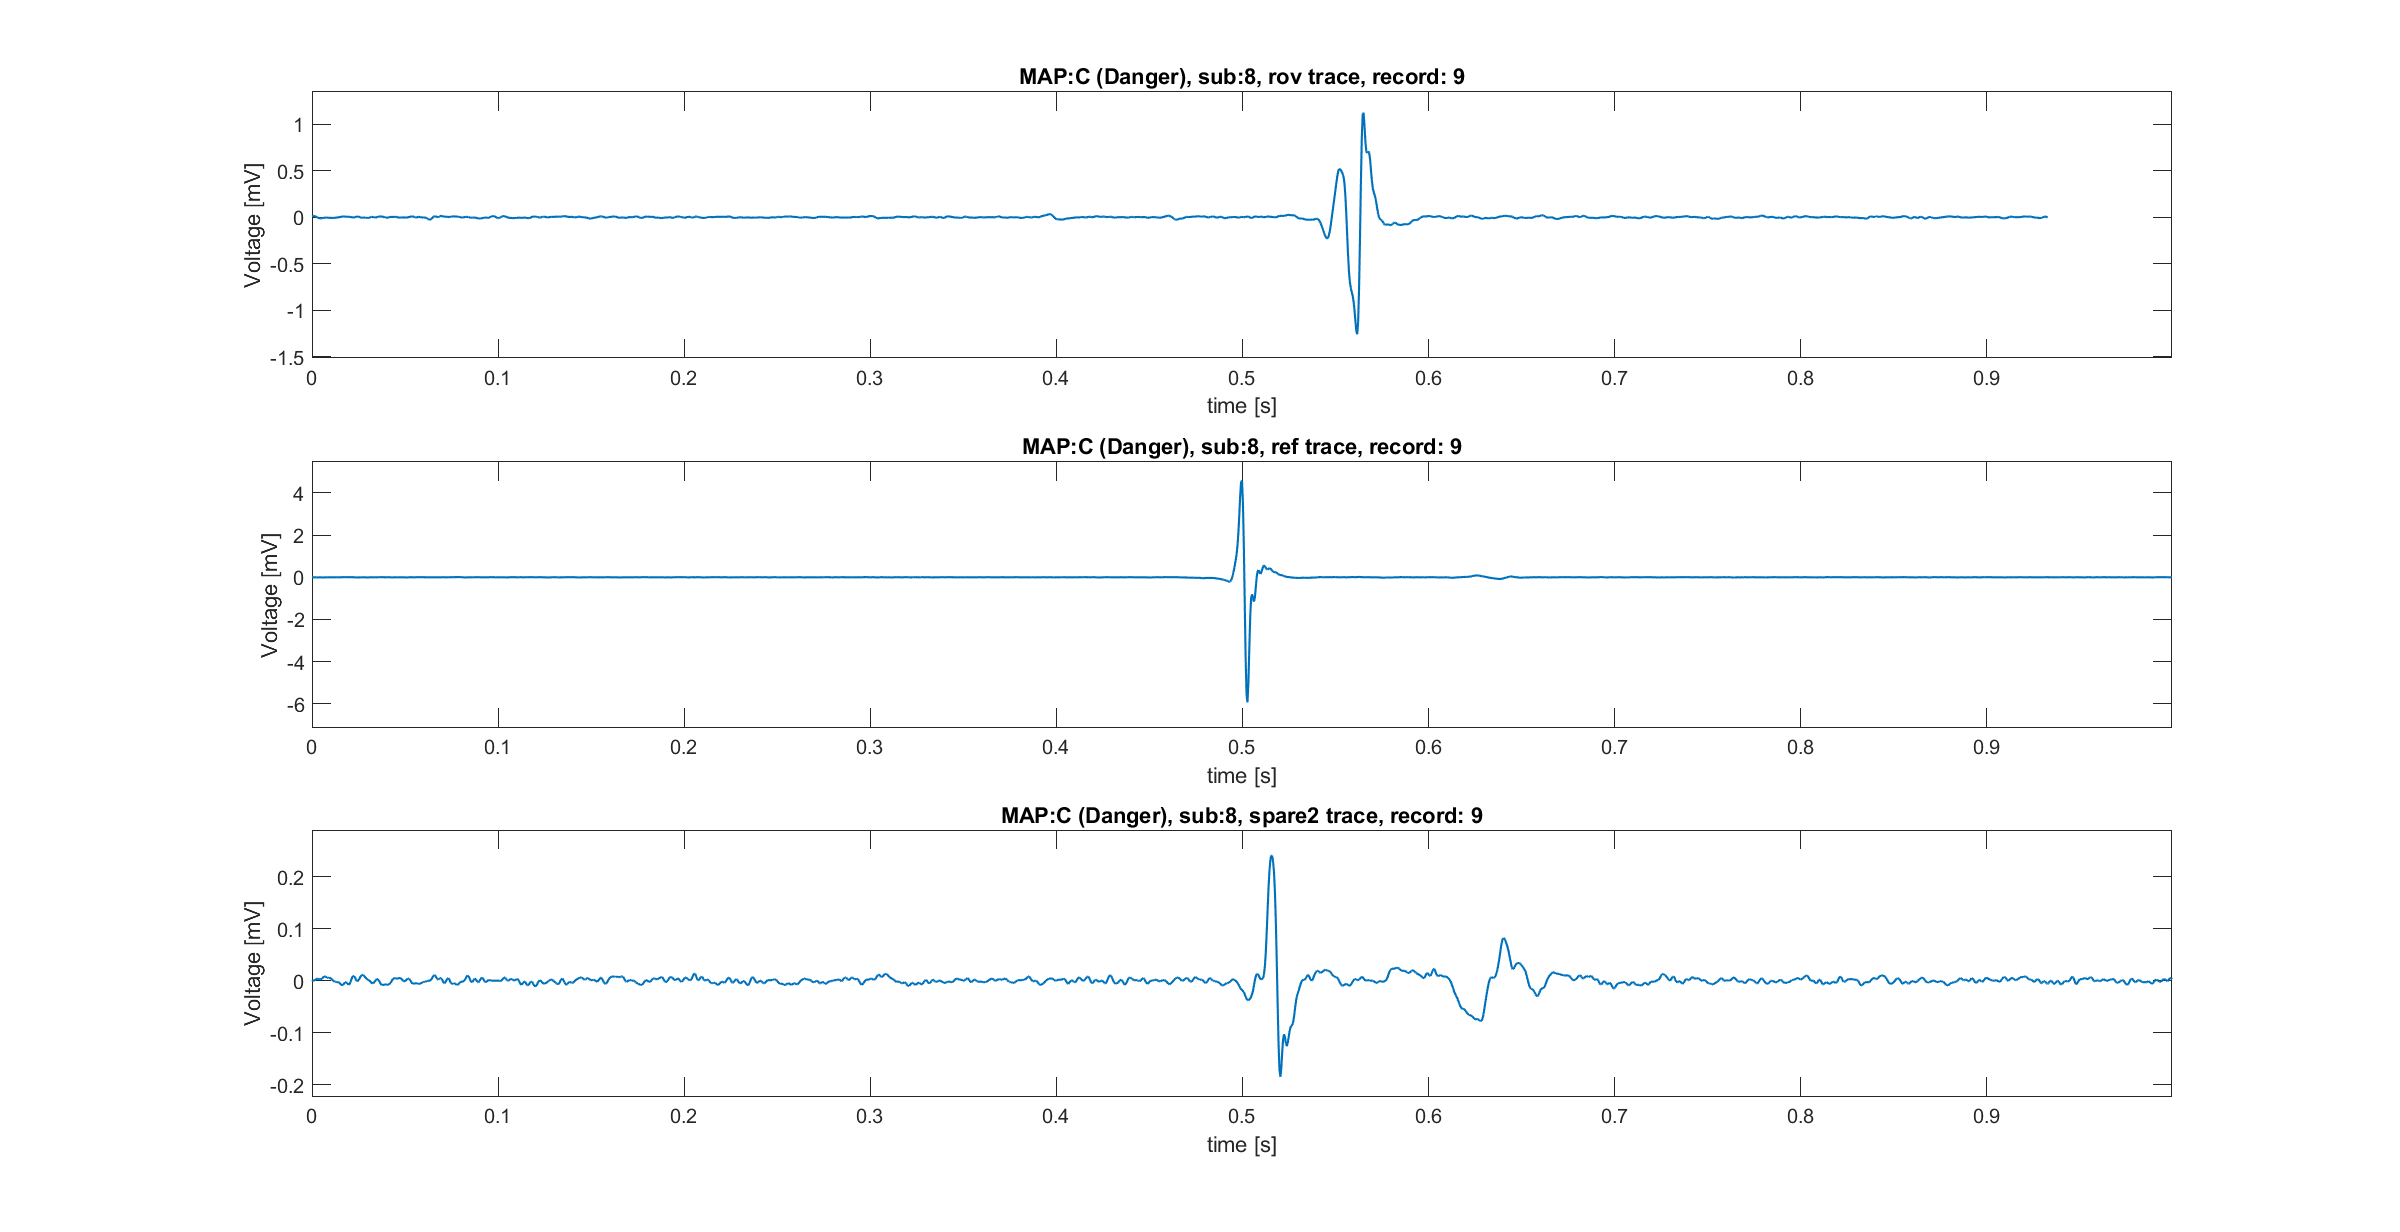 MAP:C (Danger), sub:8, rov trace, record: 9
Voltage [mV]
1
0.5
0
-0.5
-1
-1.5
0 0.1 0.2 0.3 0.4 0.5 0.6 0.7 0.8 0.9
time [s]
MAP:C (Danger), sub:8, ref trace, record: 9
Voltage [mV]
4
2
0
-2
-4
-6
0 0.1 0.2 0.3 0.4 0.5 0.6 0.7 0.8 0.9
time [s]
MAP:C (Danger), sub:8, spare2 trace, record: 9
Voltage [mV]
0.2
0.1
0
-0.1
-0.2
0 0.1 0.2 0.3 0.4 0.5 0.6 0.7 0.8 0.9
time [s]